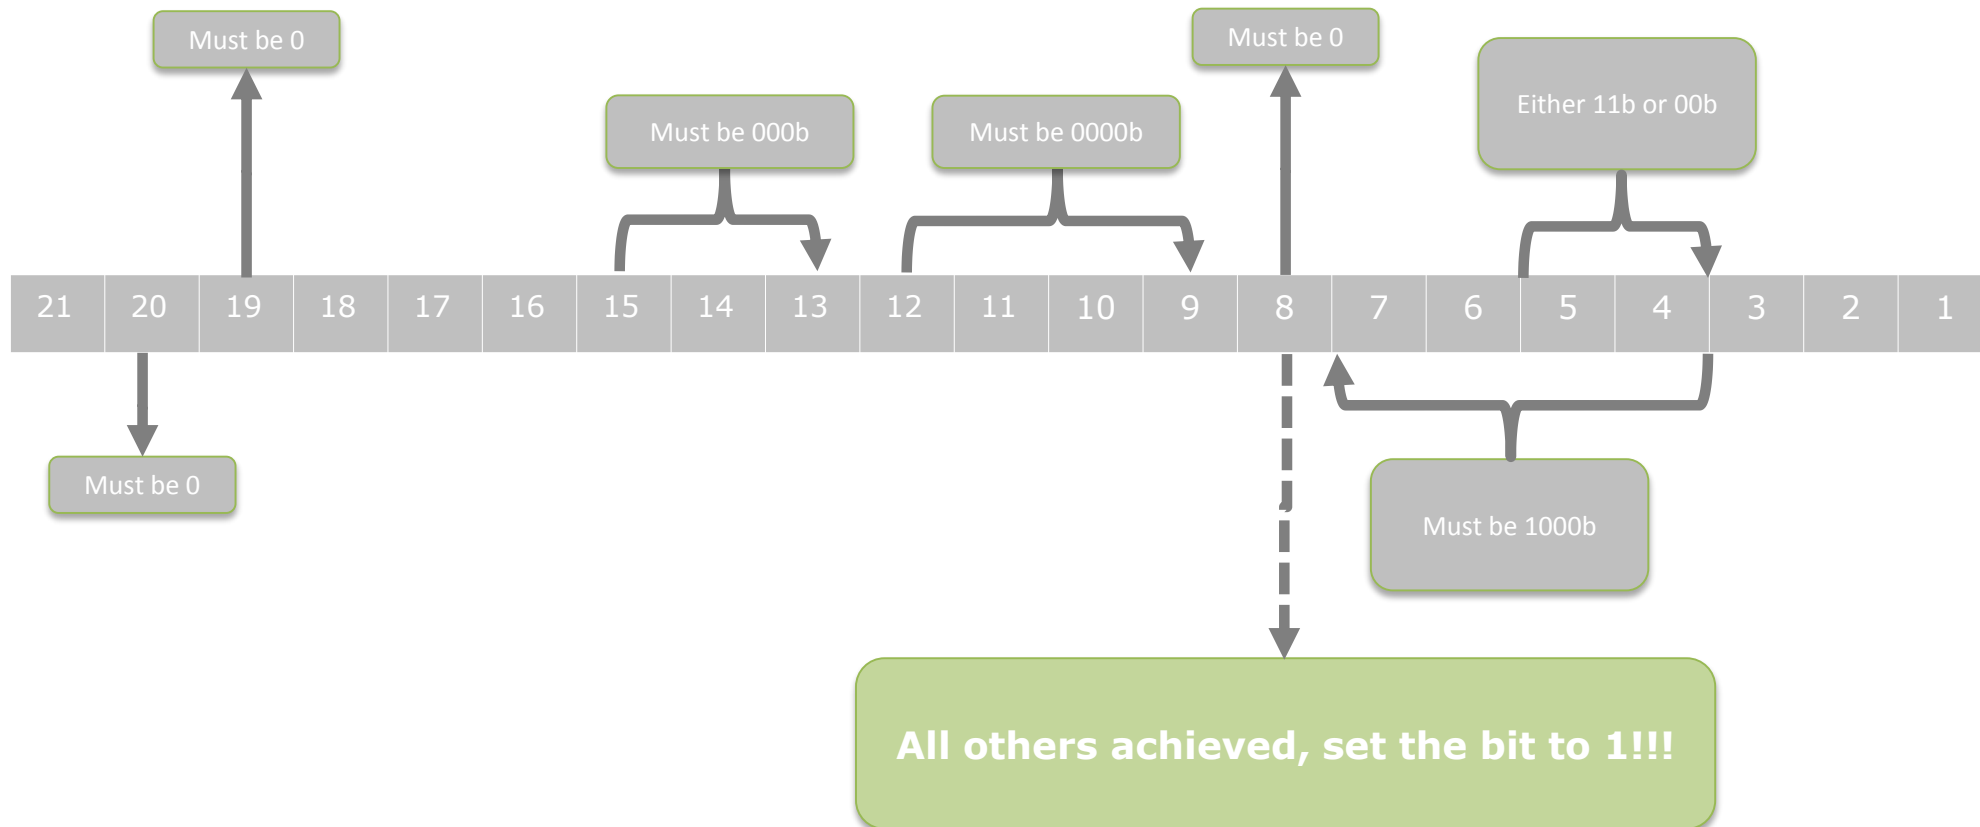 Must be 0
Must be 0
Must be 000b
Must be 0000b
Either 11b or 00b
21 20 19 18 17 16 15 14 13 12 11 10 9 8 7 6 5 4 3 2 1
Must be 0
Must be 1000b
All others achieved, set the bit to 1!!!